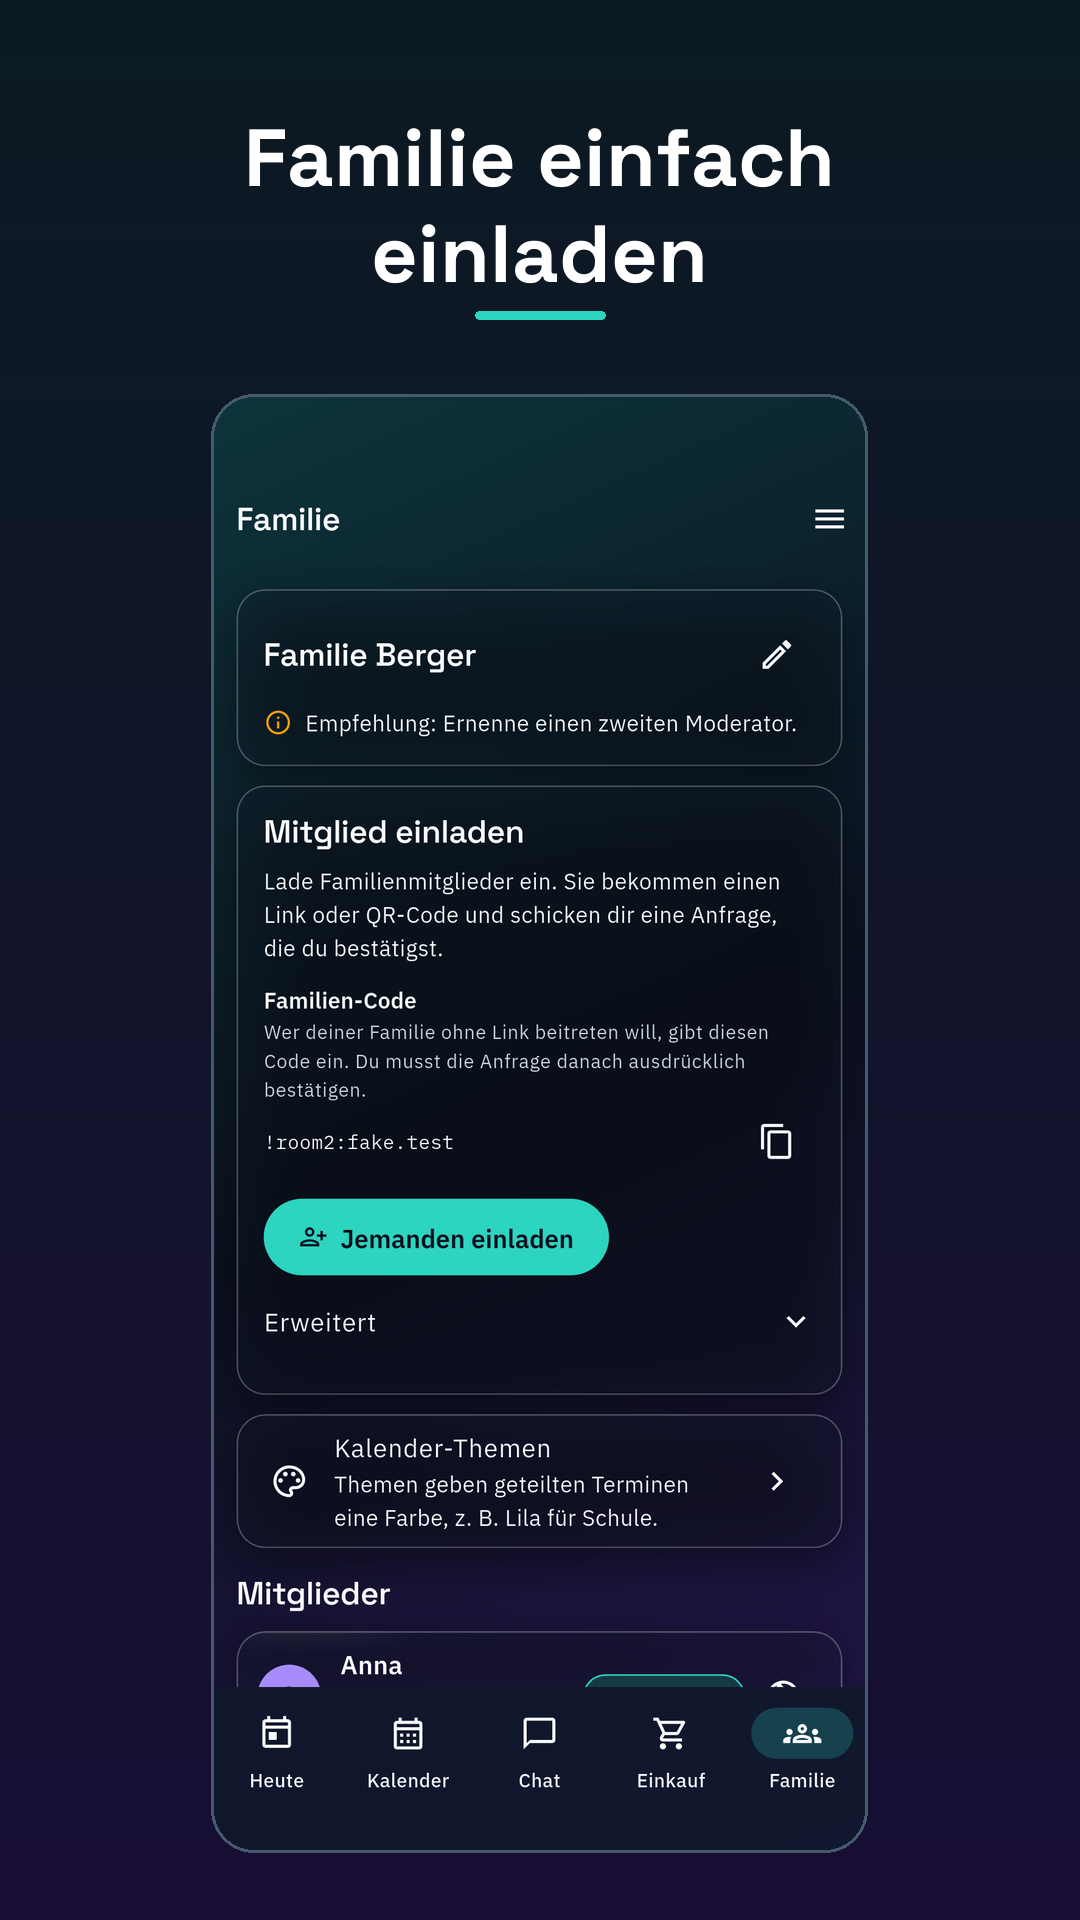 Familie einfach
einladen
Familie
Familie Berger
Empfehlung: Ernenne einen zweiten Moderator.
Mitglied einladen
Lade Familienmitglieder ein. Sie bekommen einen
Link oder QR-Code und schicken dir eine Anfrage,
die du bestätigst.
Familien-Code
Wer deiner Familie ohne Link beitreten will, gibt diesen
Code ein. Du musst die Anfrage danach ausdrücklich
bestätigen.
!room2:fake.test
Jemanden einladen
Erweitert
Kalender-Themen
Themen geben geteilten Terminen
eine Farbe, z. B. Lila für Schule.
Mitglieder
Anna
Heute
Kalender
Chat
Einkauf
Familie